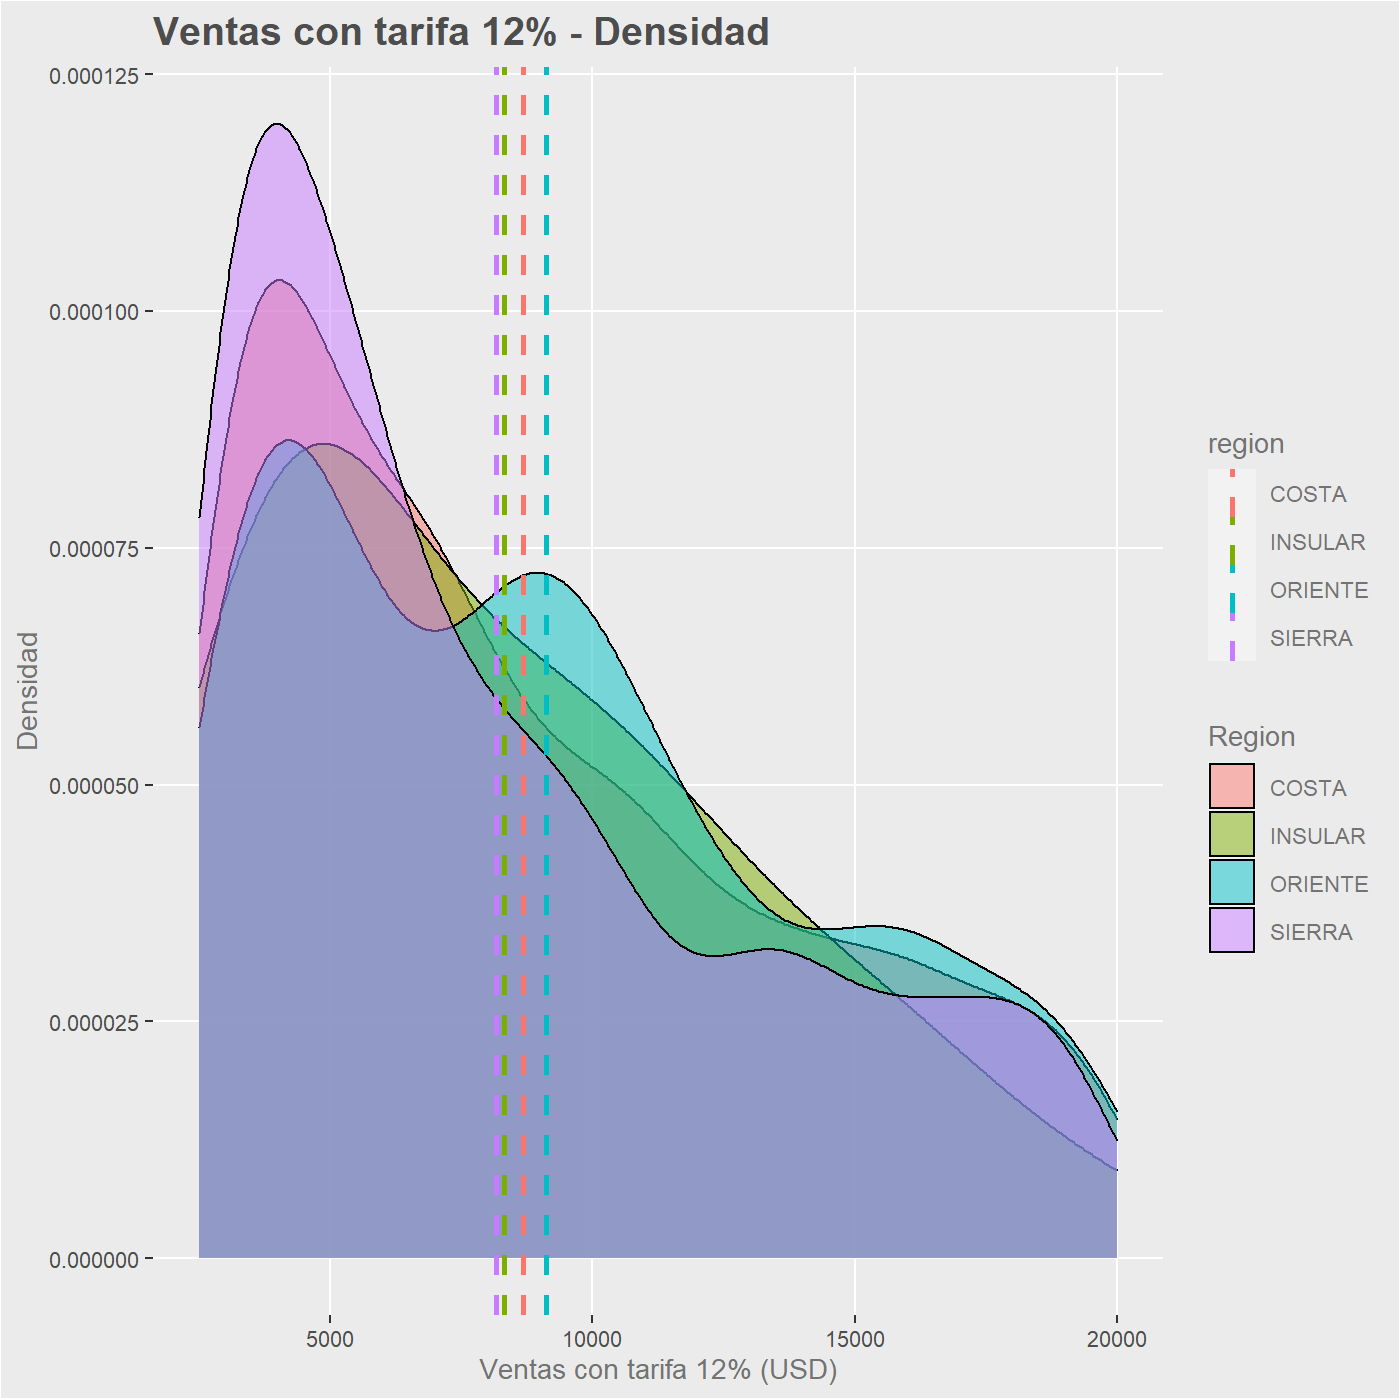 Ventas con tarifa 12% - Densidad
0.000125
0.000100
0.000075
0.000050
0.000025
0.000000
Densidad
5000
10000
15000
20000
Ventas con tarifa 12% (USD)
region
COSTA
INSULAR
ORIENTE
SIERRA
Region
COSTA
INSULAR
ORIENTE
SIERRA